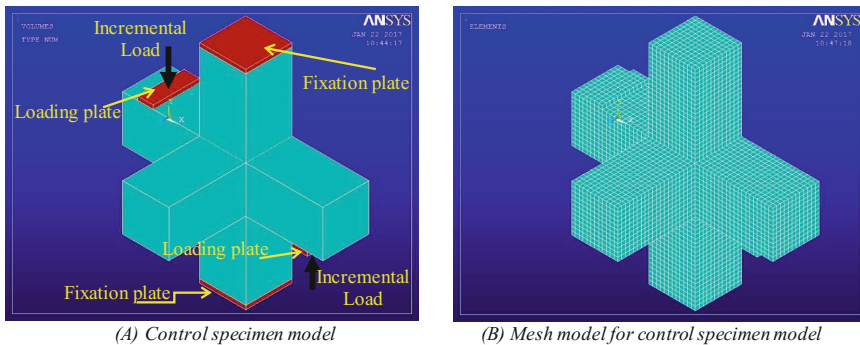 VOLUMES
TYPE NUM
ANSYS
JAN 22 2017
10:44:17
Incremental
Load
Loading plate
Fixation plate
Y
X
Loading plate
Incremental
Load
Fixation plate
(A) Control specimen model
ELEMENTS
ANSYS
JAN 22 2017
10:47:18
Y
X
(B) Mesh model for control specimen model